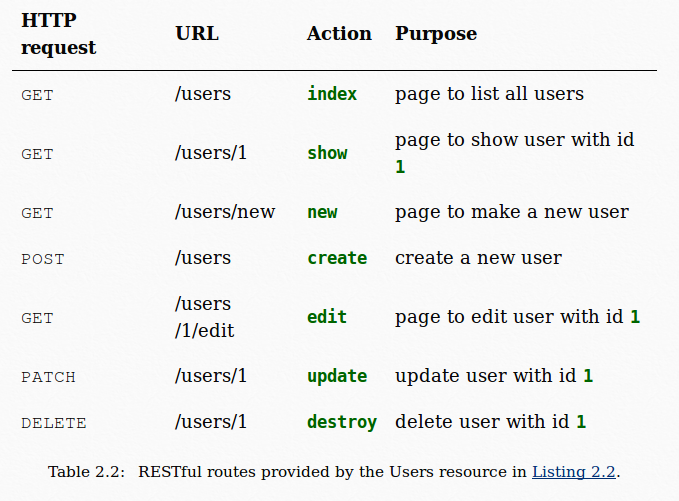 HTTP request URL Action Purpose
GET /users index page to list all users
GET /users/1 show page to show user with id 1
GET /users/new new page to make a new user
POST /users create create a new user
GET /users/1/edit edit page to edit user with id 1
PATCH /users/1 update update user with id 1
DELETE /users/1 destroy delete user with id 1
Table 2.2: RESTful routes provided by the Users resource in Listing 2.2.